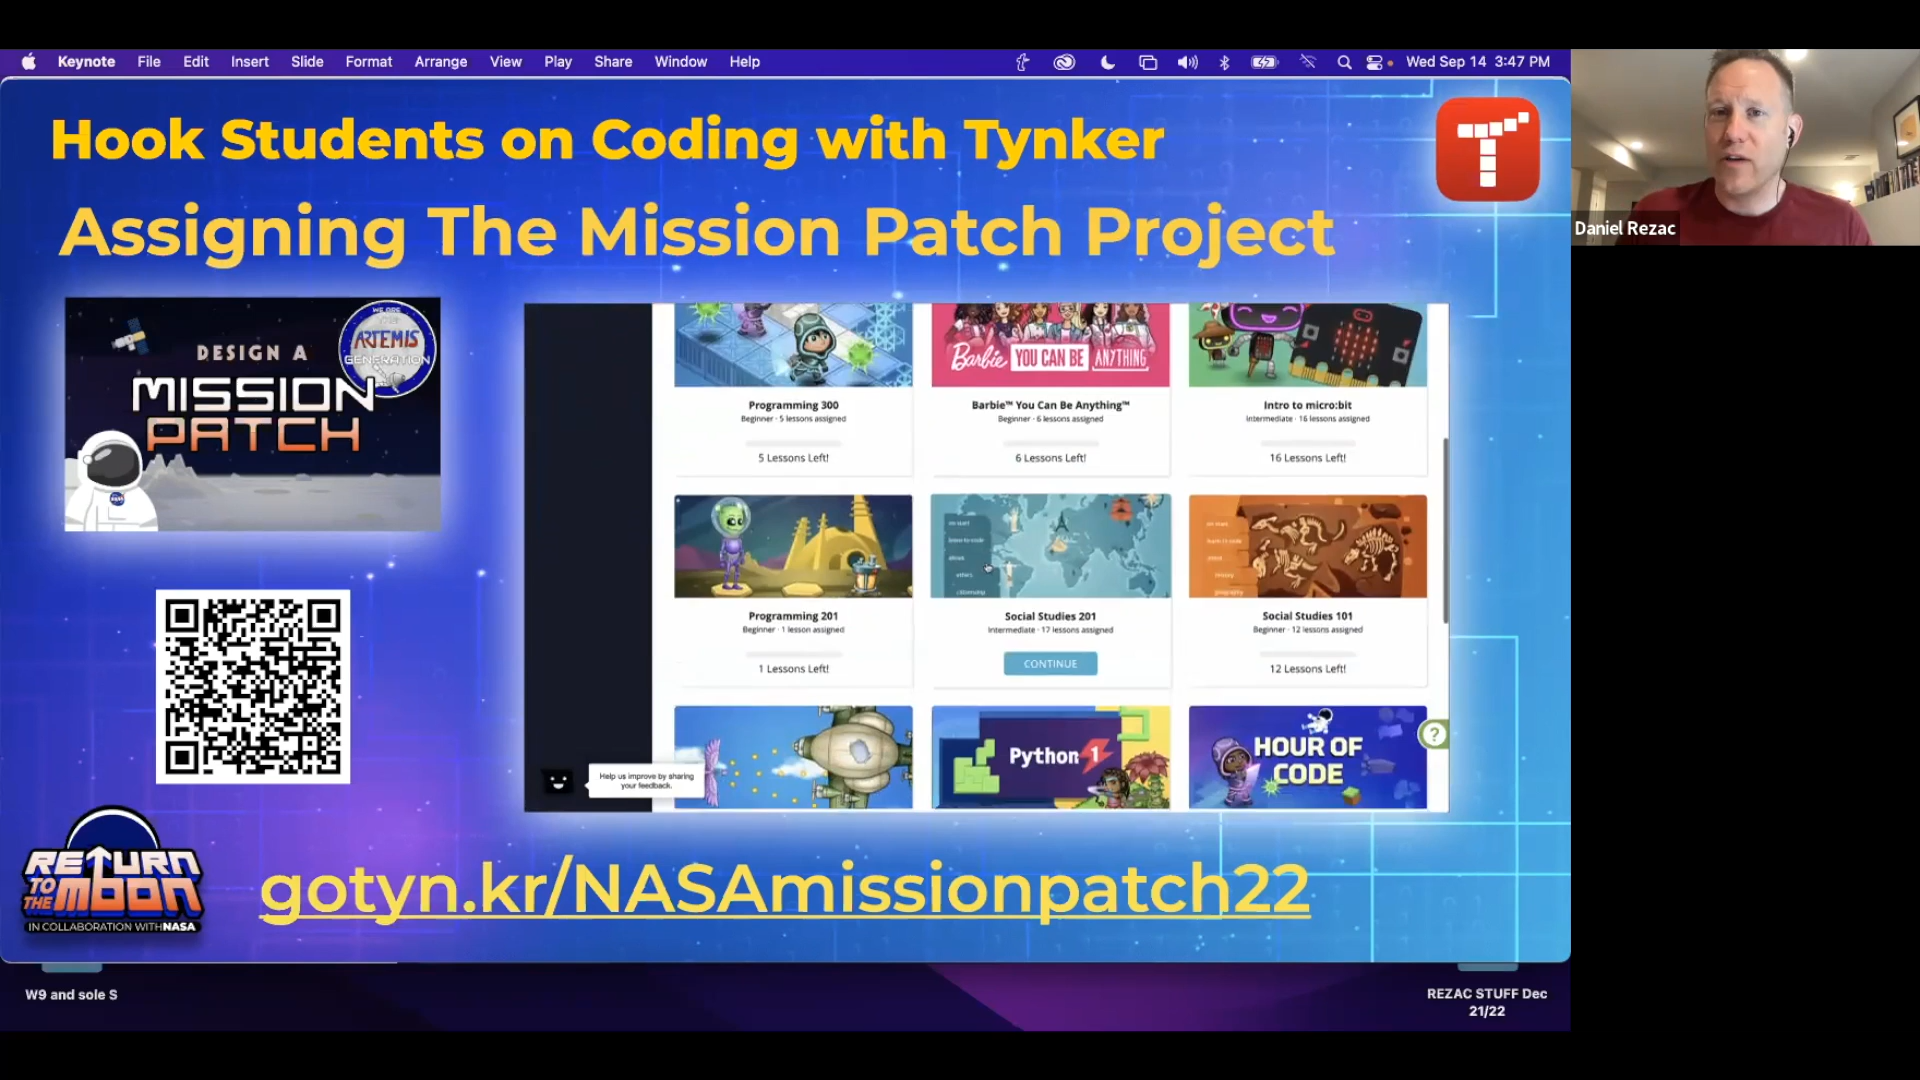 Keynote File Edit Insert Slide Format Arrange View Play Share Window Help
Wed Sep 14 3:47 PM
Hook Students on Coding with Tynker
Assigning The Mission Patch Project
Daniel Rezac
WE ARE
THE
ARTEMIS
GENERATION
DESIGN A
MISSION
PATCH
Barbie YOU CAN BE ANYTHING
Programming 300
Beginner · 5 lessons assigned
5 Lessons Left!
Barbie™ You Can Be Anything™
Beginner · 6 lessons assigned
6 Lessons Left!
Intro to micro:bit
Intermediate · 16 lessons assigned
16 Lessons Left!
Programming 201
Beginner · 1 lesson assigned
1 Lessons Left!
Social Studies 201
Intermediate · 17 lessons assigned
CONTINUE
Social Studies 101
Beginner · 12 lessons assigned
12 Lessons Left!
Python 1
HOUR OF
CODE
?
Help us improve by sharing
your feedback.
RETURN
TO THE MOON
IN COLLABORATION WITH NASA
gotyn.kr/NASAmissionpatch22
W9 and sole S
REZAC STUFF Dec
21/22